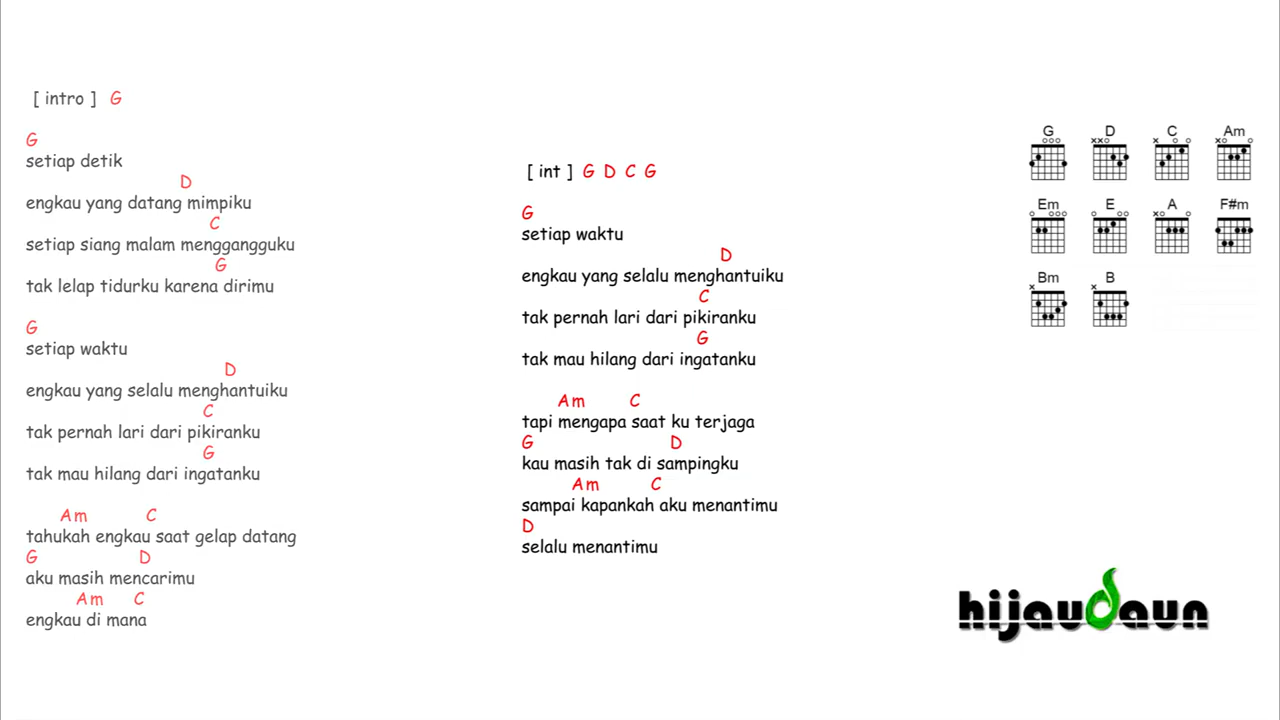 [ intro ] G
G
setiap detik
D
engkau yang datang mimpiku
C
setiap siang malam menggangguku
G
tak lelap tidurku karena dirimu
G
setiap waktu
D
engkau yang selalu menghantuiku
C
tak pernah lari dari pikiranku
G
tak mau hilang dari ingatanku
Am C
tahukah engkau saat gelap datang
G D
aku masih mencarimu
Am C
engkau di mana
[ int ] G D C G
G
setiap waktu
D
engkau yang selalu menghantuiku
C
tak pernah lari dari pikiranku
G
tak mau hilang dari ingatanku
Am C
tapi mengapa saat ku terjaga
G D
kau masih tak di sampingku
Am C
sampai kapankah aku menantimu
D
selalu menantimu
G D C Am
Em E A F#m
Bm B
hijaudaun